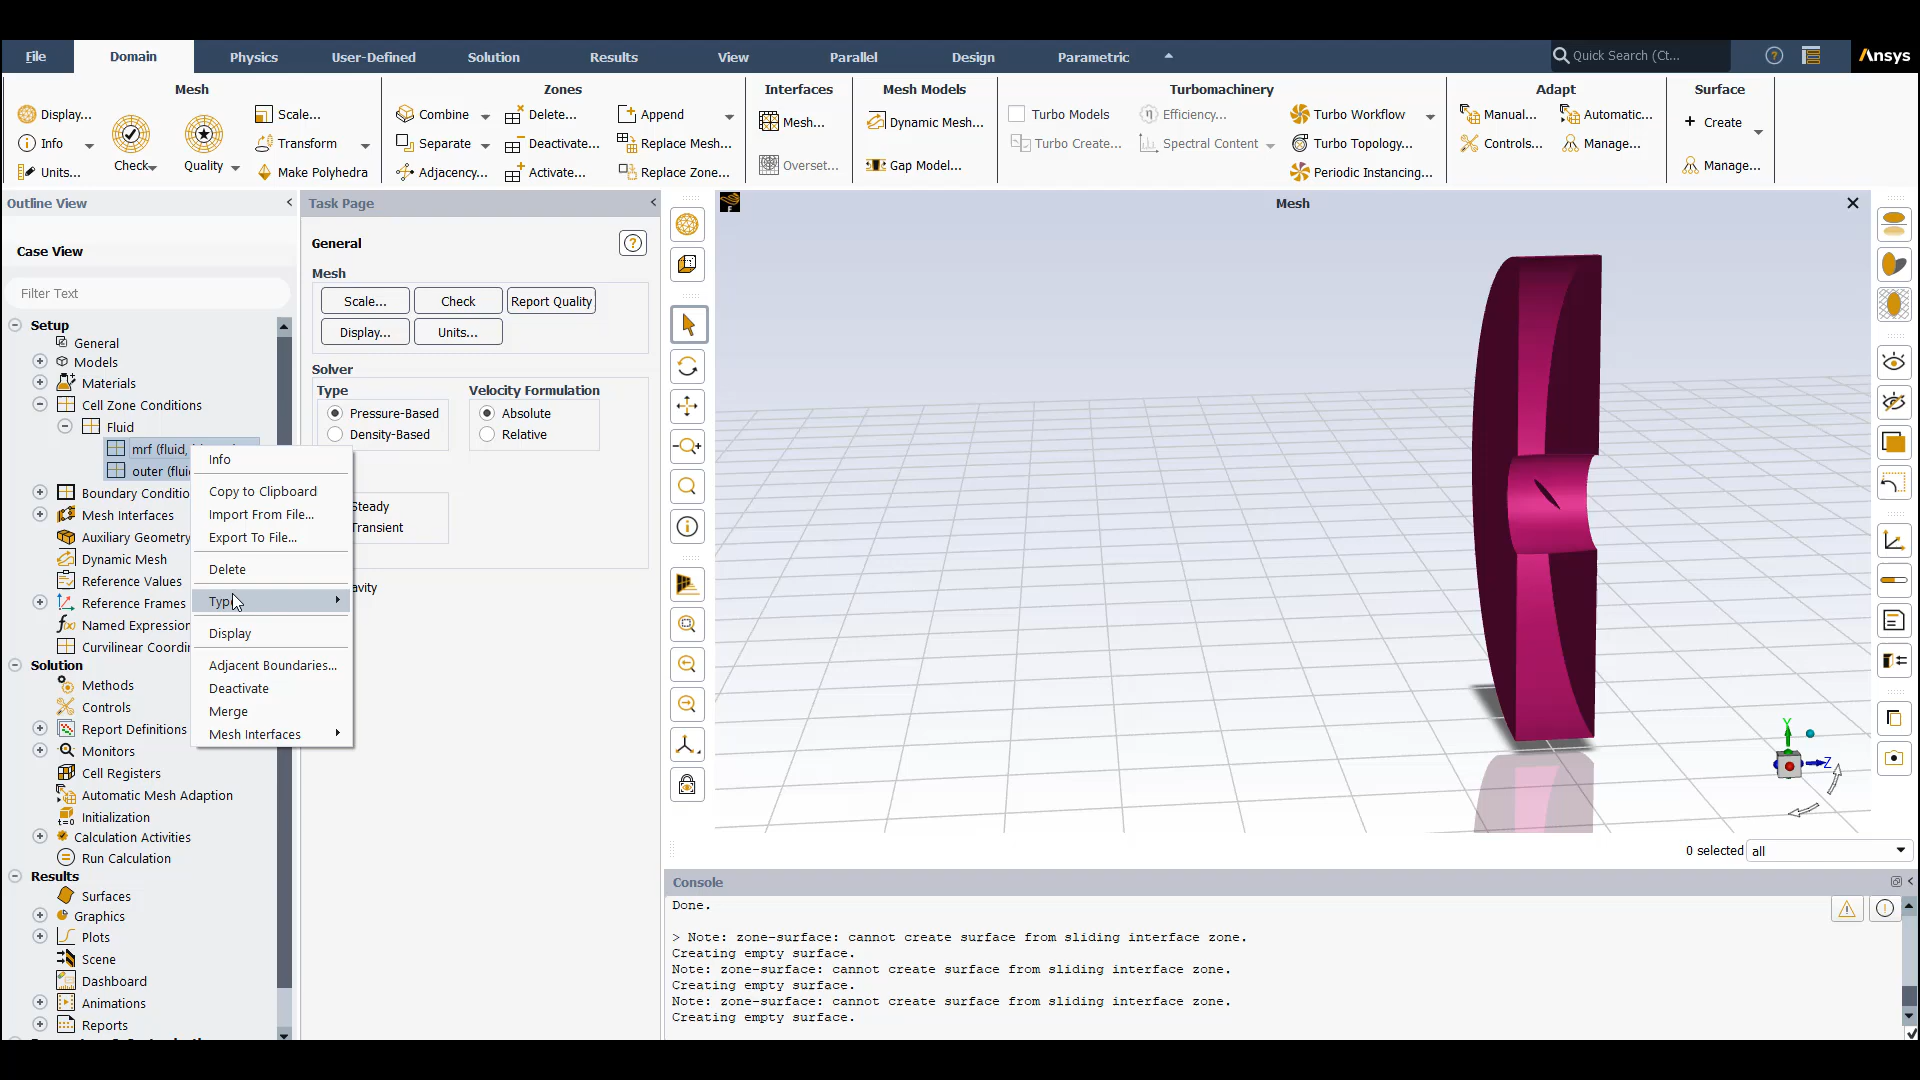 File
Domain
Physics
User-Defined
Solution
Results
View
Parallel
Design
Parametric
Quick Search (Ct...
Ansys
Mesh
Display...
Info
Units...
Check
Quality
Scale...
Transform
Make Polyhedra
Zones
Combine
Separate
Adjacency...
Delete...
Deactivate...
Activate...
Append
Replace Mesh...
Replace Zone...
Interfaces
Mesh...
Overset...
Mesh Models
Dynamic Mesh...
Gap Model...
Turbomachinery
Turbo Models
Turbo Create...
Efficiency...
Spectral Content
Turbo Workflow
Turbo Topology...
Periodic Instancing...
Adapt
Manual...
Controls...
Automatic...
Manage...
Surface
Create
Manage...
Outline View
Case View
Filter Text
Setup
General
Models
Materials
Cell Zone Conditions
Fluid
mrf (fluid,
outer (flui
Boundary Conditio
Mesh Interfaces
Auxiliary Geometry
Dynamic Mesh
Reference Values
Reference Frames
Named Expression
Curvilinear Coordi
Solution
Methods
Controls
Report Definitions
Monitors
Cell Registers
Automatic Mesh Adaption
Initialization
Calculation Activities
Run Calculation
Results
Surfaces
Graphics
Plots
Scene
Dashboard
Animations
Reports
Info
Copy to Clipboard
Import From File...
Export To File...
Delete
Type
Display
Adjacent Boundaries...
Deactivate
Merge
Mesh Interfaces
Task Page
General
Mesh
Scale...
Check
Report Quality
Display...
Units...
Solver
Type
Velocity Formulation
Pressure-Based
Density-Based
Absolute
Relative
Steady
Transient
avity
Mesh
Y
Z
0 selected
all
Console
Done.
> Note: zone-surface: cannot create surface from sliding interface zone.
Creating empty surface.
Note: zone-surface: cannot create surface from sliding interface zone.
Creating empty surface.
Note: zone-surface: cannot create surface from sliding interface zone.
Creating empty surface.